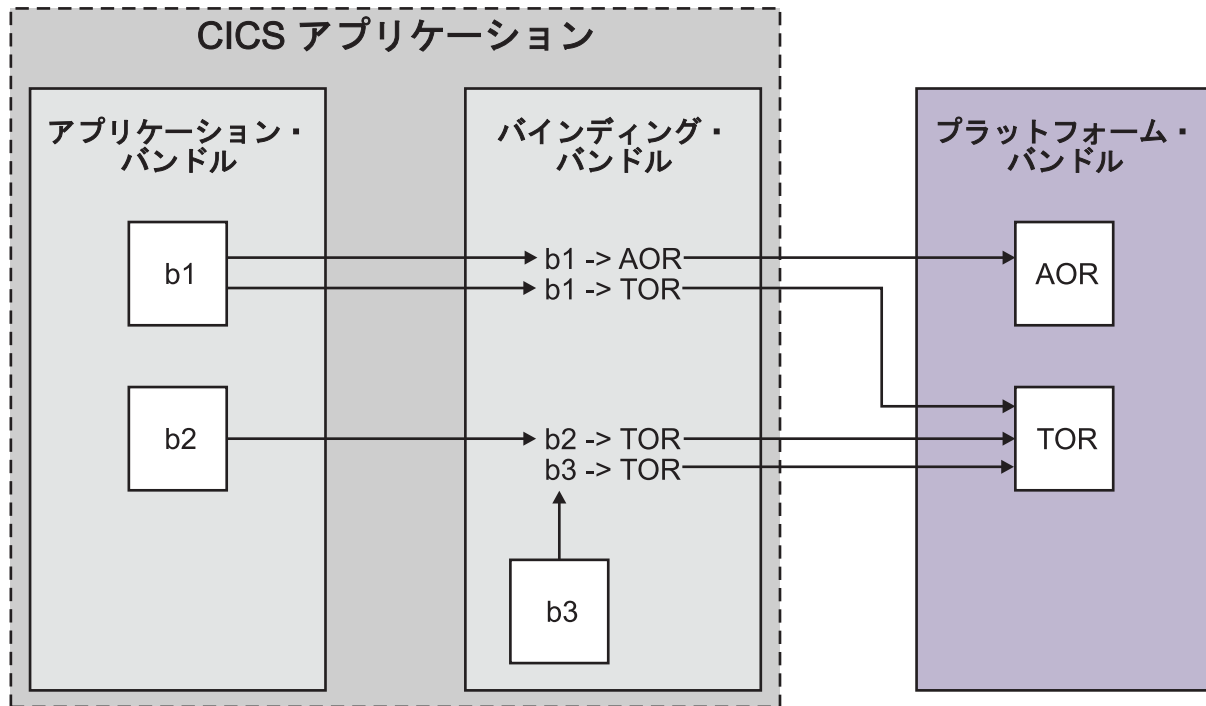 CICS アプリケーション
アプリケーション・
バンドル
b1
b2
バインディング・
バンドル
b1 -> AOR
b1 -> TOR
b2 -> TOR
b3 -> TOR
b3
プラットフォーム・
バンドル
AOR
TOR